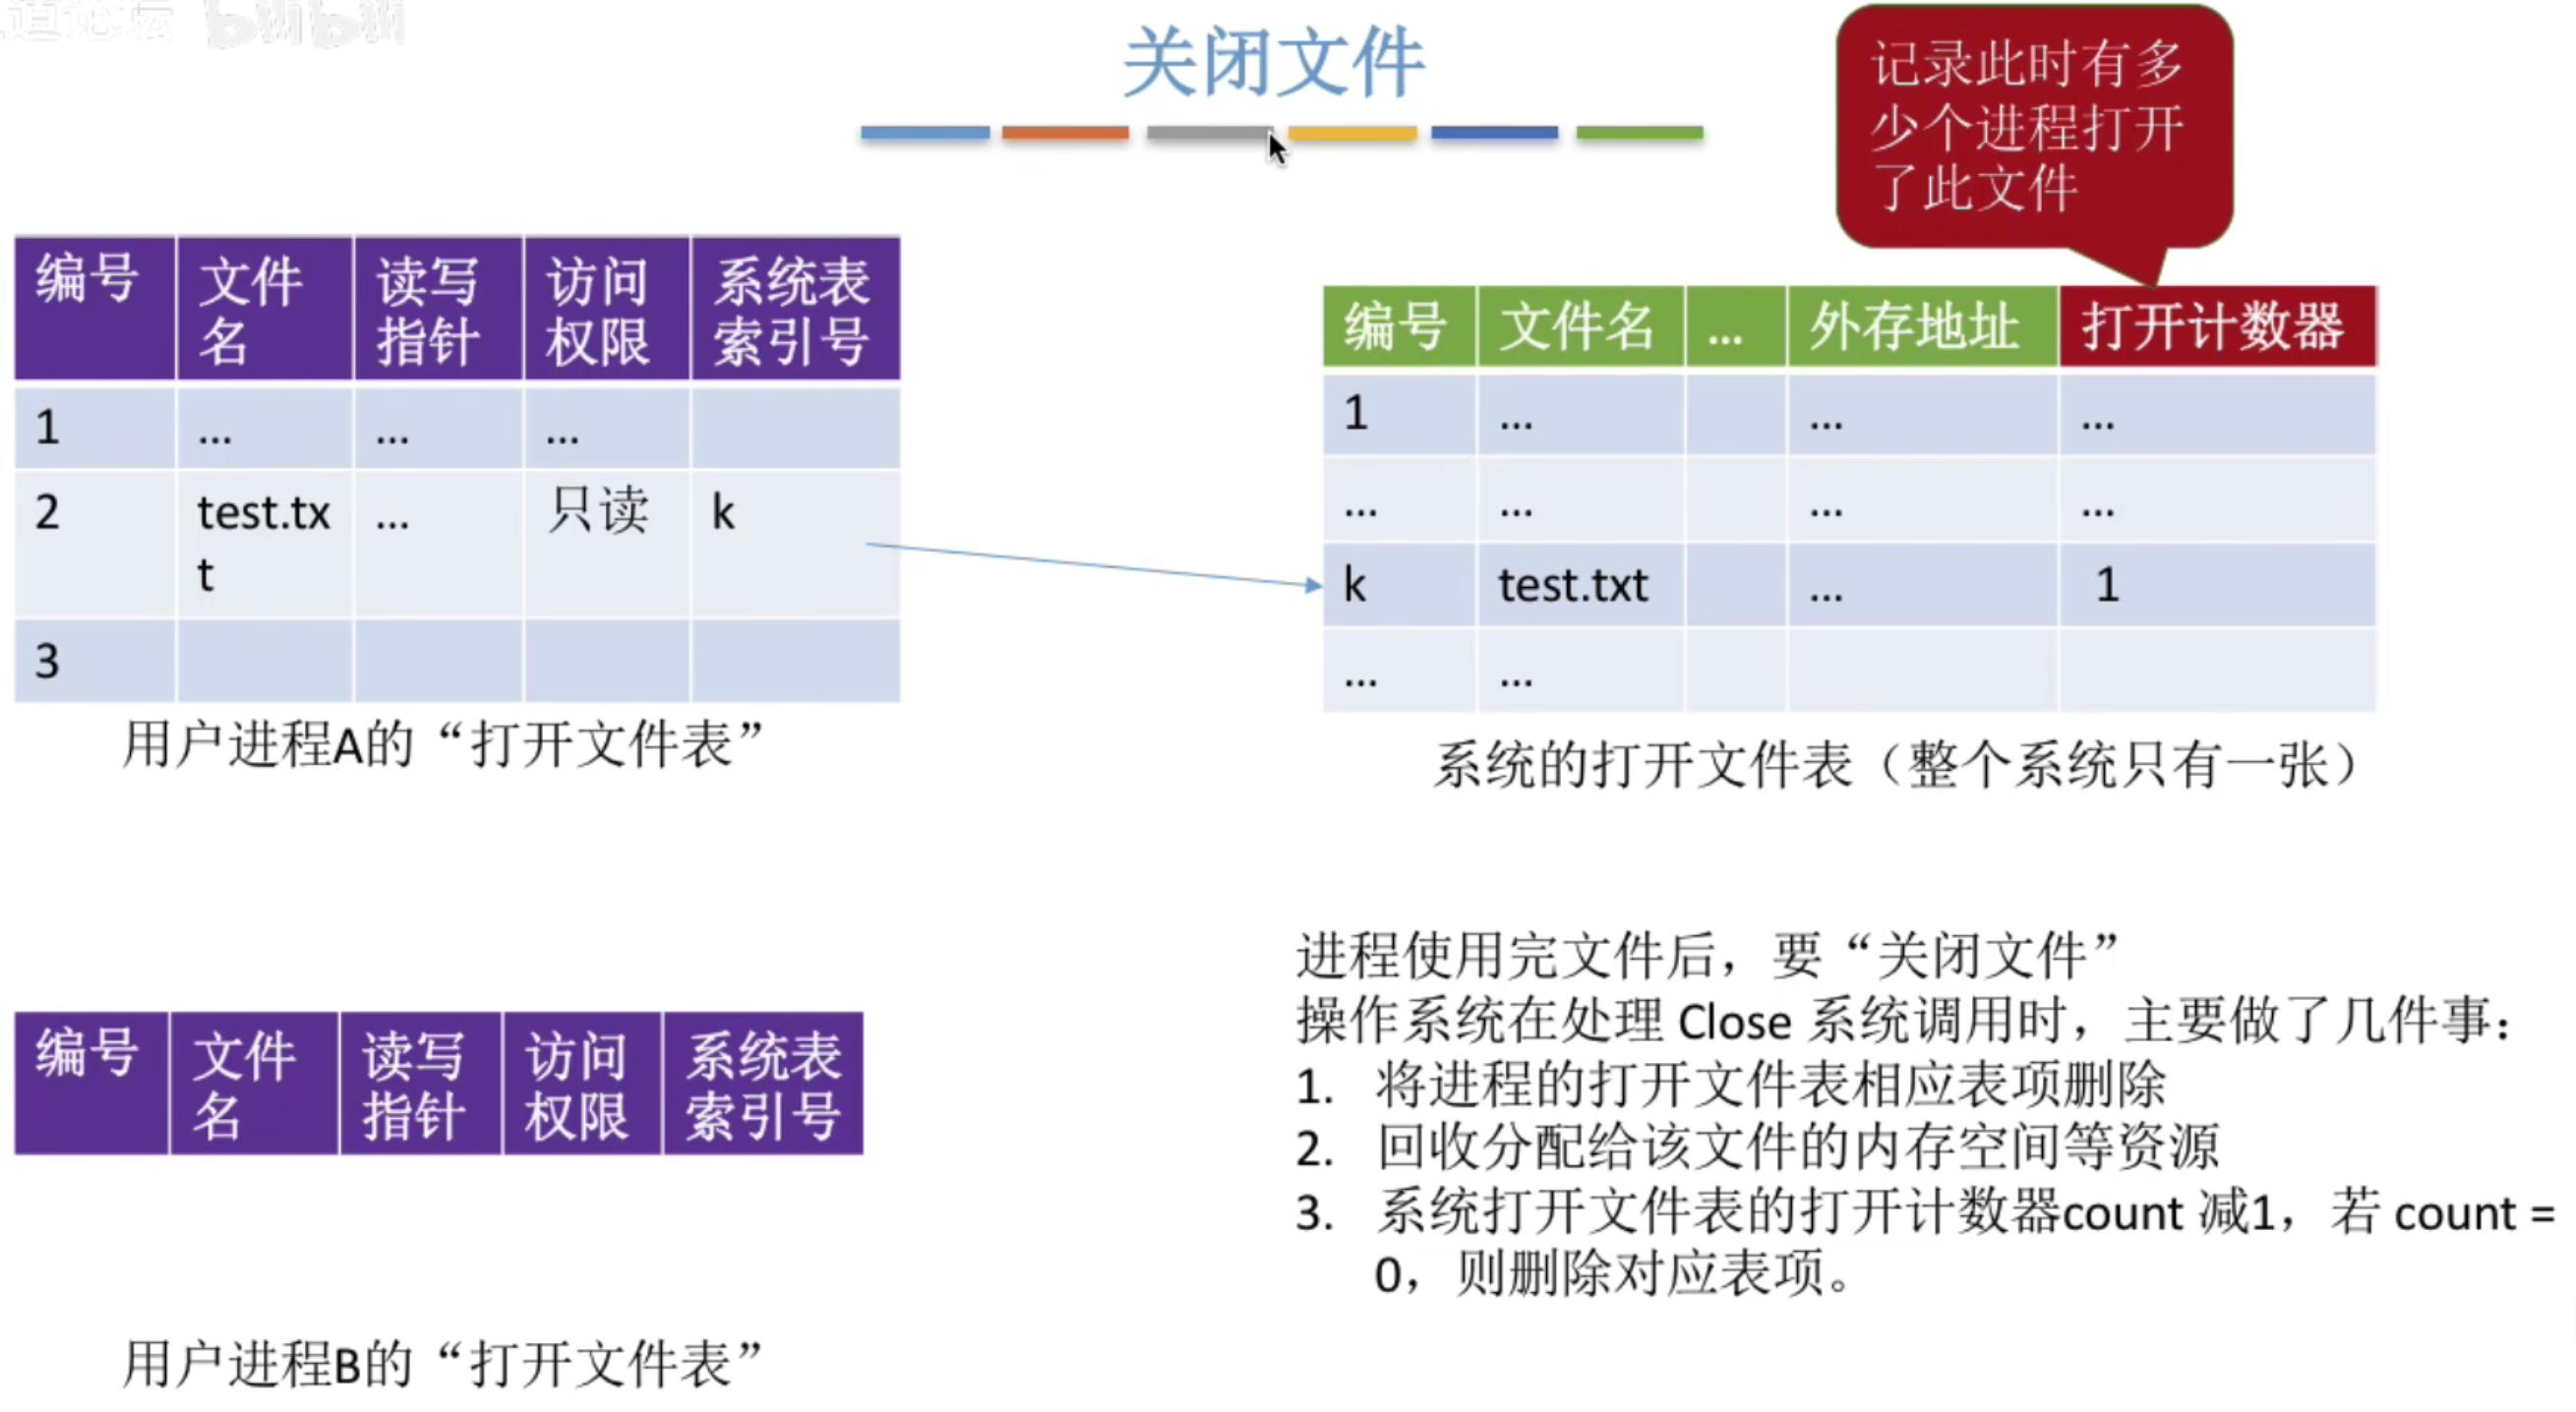 道论坛 bilibili
关闭文件
记录此时有多
少个进程打开
了此文件
编号 文件 读写 访问 系统表
名 指针 权限 索引号
1 ... ... ...
2 test.tx ... 只读 k
t
3
用户进程A的“打开文件表”
编号 文件名 ... 外存地址 打开计数器
1 ... ... ...
... ... ... ...
k test.txt ... 1
... ...
系统的打开文件表（整个系统只有一张）
编号 文件 读写 访问 系统表
名 指针 权限 索引号
用户进程B的“打开文件表”
进程使用完文件后，要“关闭文件”
操作系统在处理 Close 系统调用时，主要做了几件事：
1. 将进程的打开文件表相应表项删除
2. 回收分配给该文件的内存空间等资源
3. 系统打开文件表的打开计数器count 减1，若 count =
0，则删除对应表项。